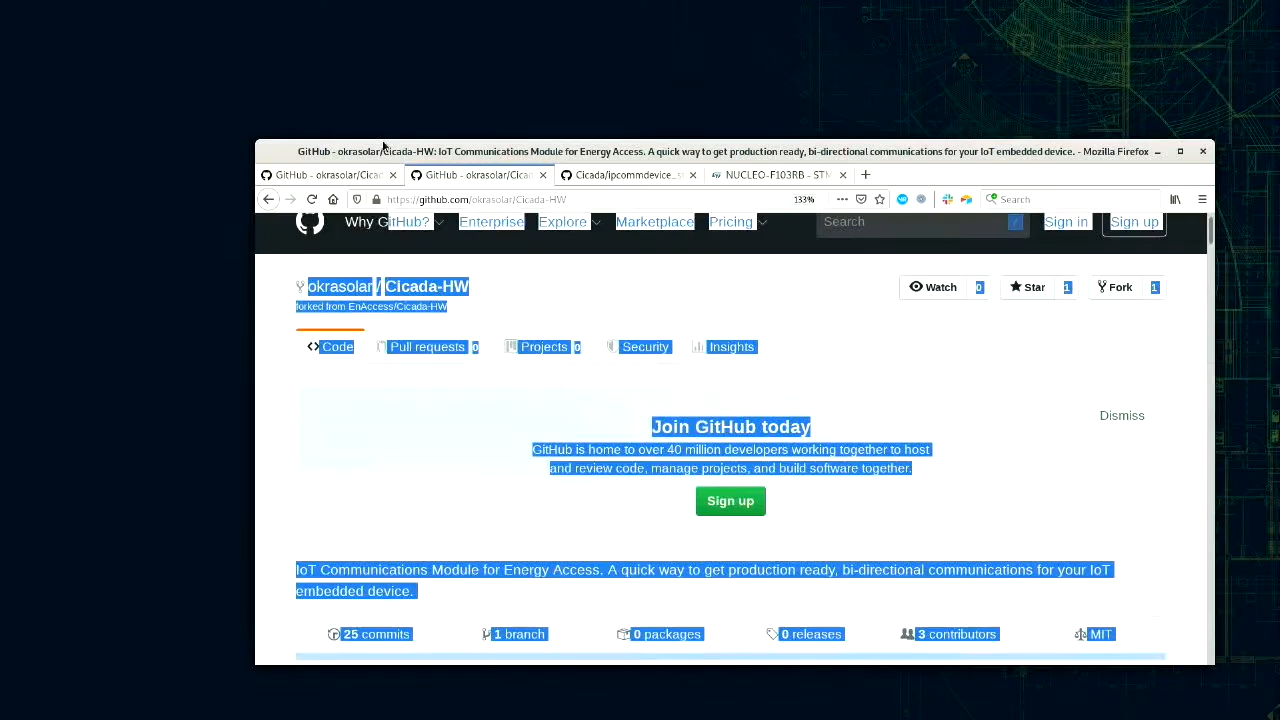 GitHub - okrasolar/Cicada-HW: IoT Communications Module for Energy Access. A quick way to get production ready, bi-directional communications for your IoT embedded device. - Mozilla Firefox
GitHub - okrasolar/Cicad
GitHub - okrasolar/Cicad
Cicada/ipcommdevice_st
NUCLEO-F103RB - STM
https://github.com/okrasolar/Cicada-HW
133%
Search
Why GitHub?
Enterprise
Explore
Marketplace
Pricing
Search
/
Sign in
Sign up
okrasolar / Cicada-HW
Watch 0
Star 1
Fork 1
forked from EnAccess/Cicada-HW
Code
Pull requests 0
Projects 0
Security
Insights
Dismiss
Join GitHub today
GitHub is home to over 40 million developers working together to host
and review code, manage projects, and build software together.
Sign up
IoT Communications Module for Energy Access. A quick way to get production ready, bi-directional communications for your IoT
embedded device.
25 commits
1 branch
0 packages
0 releases
3 contributors
MIT